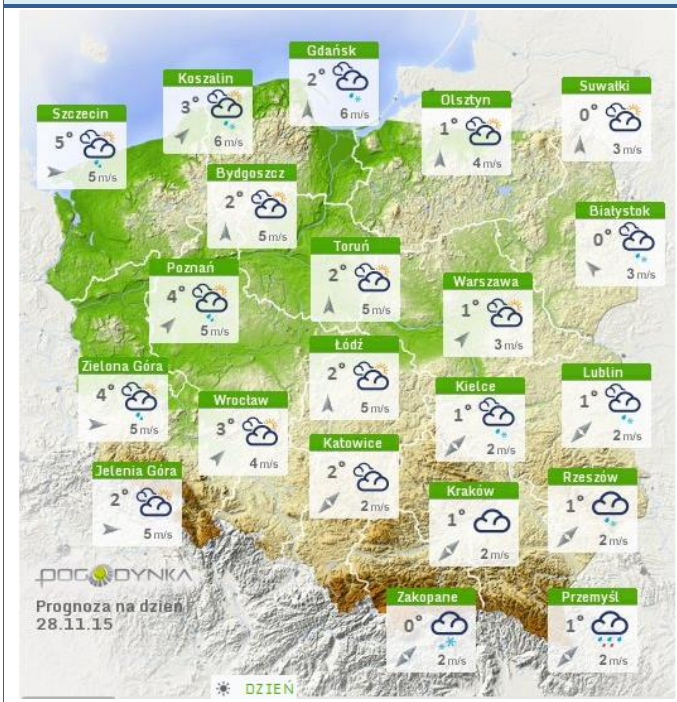 Gdańsk
2°
6 m/s
Koszalin
3°
6 m/s
Szczecin
5°
5 m/s
Olsztyn
1°
4 m/s
Suwałki
0°
3 m/s
Bydgoszcz
2°
5 m/s
Białystok
0°
3 m/s
Toruń
2°
5 m/s
Poznań
4°
5 m/s
Warszawa
1°
3 m/s
Łódź
2°
5 m/s
Zielona Góra
4°
5 m/s
Wrocław
3°
4 m/s
Kielce
1°
2 m/s
Lublin
1°
2 m/s
Katowice
2°
2 m/s
Jelenia Góra
2°
5 m/s
Kraków
1°
2 m/s
Rzeszów
1°
2 m/s
POGODYNKA
Prognoza na dzień
28.11.15
Zakopane
0°
2 m/s
Przemyśl
1°
2 m/s
DZIEŃ